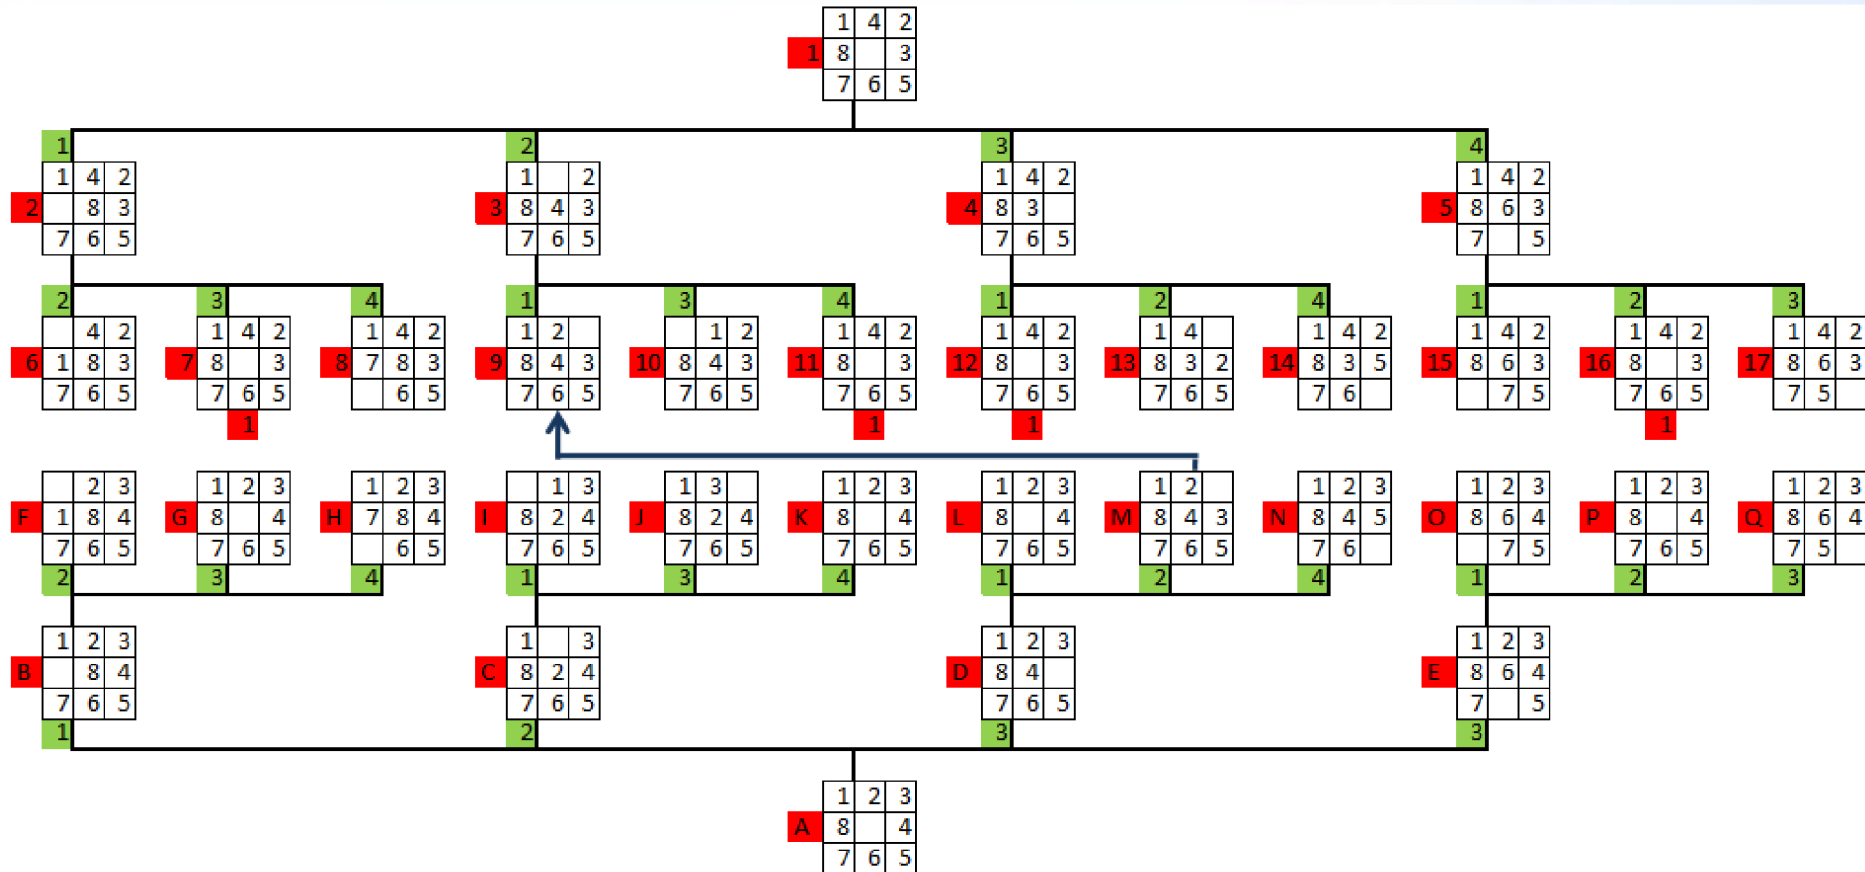 1 4 2
1 8 3
7 6 5
1 2 3 4
1 4 2 1 2 1 4 2 1 4 2
2 8 3 3 8 4 3 4 8 3 5 8 6 3
7 6 5 7 6 5 7 6 5 7 5
2 3 4 1 3 4 1 2 4 1 2 3
4 2 1 4 2 1 4 2 1 2 1 2 1 4 2 1 4 2 1 4 1 4 2 1 4 2 1 4 2 1 4 2
6 1 8 3 7 8 3 8 7 8 3 9 8 4 3 10 8 4 3 11 8 3 12 8 3 13 8 3 2 14 8 3 5 15 8 6 3 16 8 3 17 8 6 3
7 6 5 7 6 5 6 5 7 6 5 7 6 5 7 6 5 7 6 5 7 6 5 7 6 7 5 7 6 5 7 5
1 1 1 1
2 3 1 2 3 1 2 3 1 3 1 3 1 2 3 1 2 3 1 2 1 2 3 1 2 3 1 2 3 1 2 3
F 1 8 4 G 8 4 H 7 8 4 I 8 2 4 J 8 2 4 K 8 4 L 8 4 M 8 4 3 N 8 4 5 O 8 6 4 P 8 4 Q 8 6 4
7 6 5 7 6 5 6 5 7 6 5 7 6 5 7 6 5 7 6 5 7 6 5 7 6 7 5 7 6 5 7 5
2 3 4 1 3 4 1 2 4 1 2 3
1 2 3 1 3 1 2 3 1 2 3
B 8 4 C 8 2 4 D 8 4 E 8 6 4
7 6 5 7 6 5 7 6 5 7 5
1 2 3 3
1 2 3
A 8 4
7 6 5